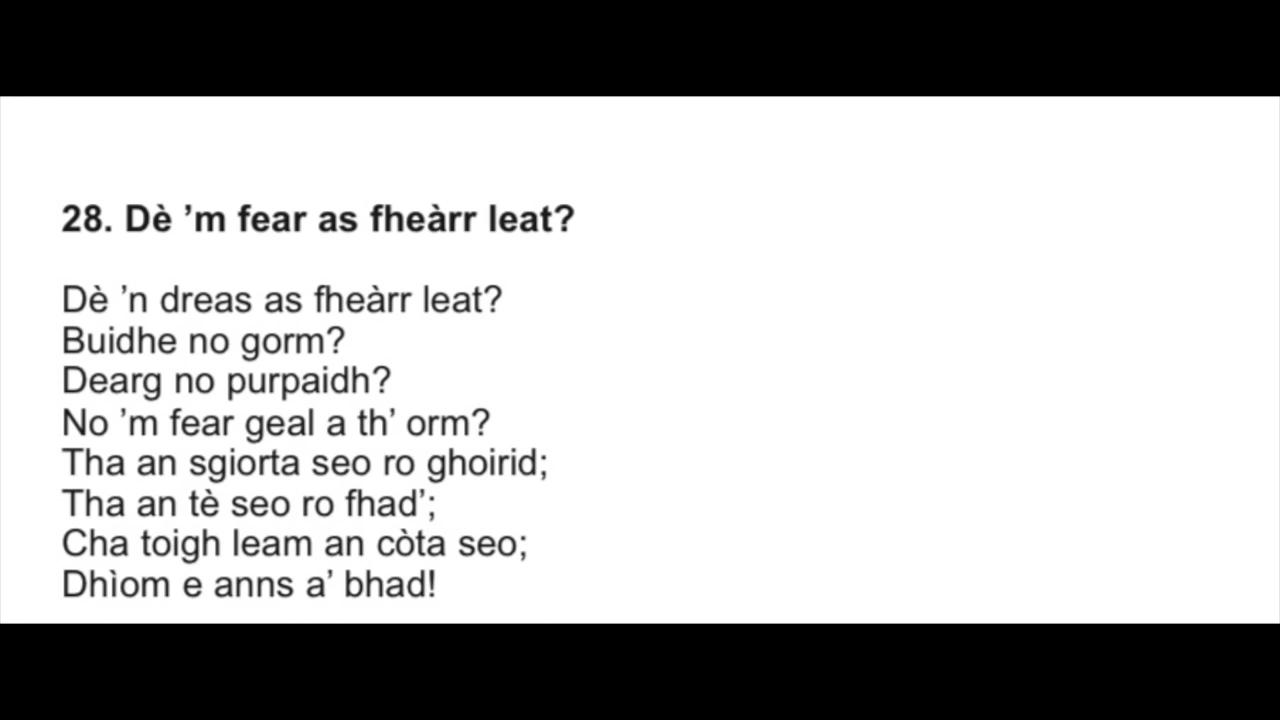 28. Dè ’m fear as fheàrr leat?
Dè ’n dreas as fheàrr leat?
Buidhe no gorm?
Dearg no purpaidh?
No ’m fear geal a th’ orm?
Tha an sgiorta seo ro ghoirid;
Tha an tè seo ro fhad’;
Cha toigh leam an còta seo;
Dhìom e anns a’ bhad!